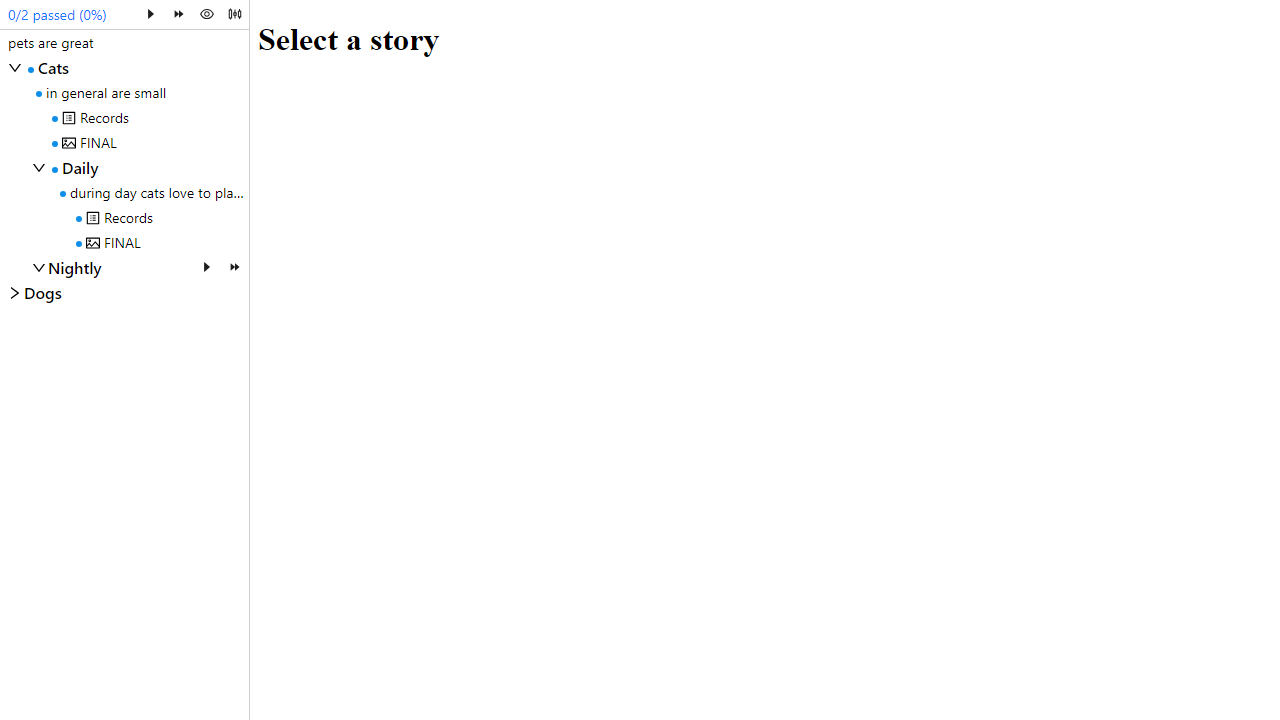 0/2 passed (0%)
Select a story
pets are great
Cats
in general are small
Records
FINAL
Daily
during day cats love to pla...
Records
FINAL
Nightly
Dogs